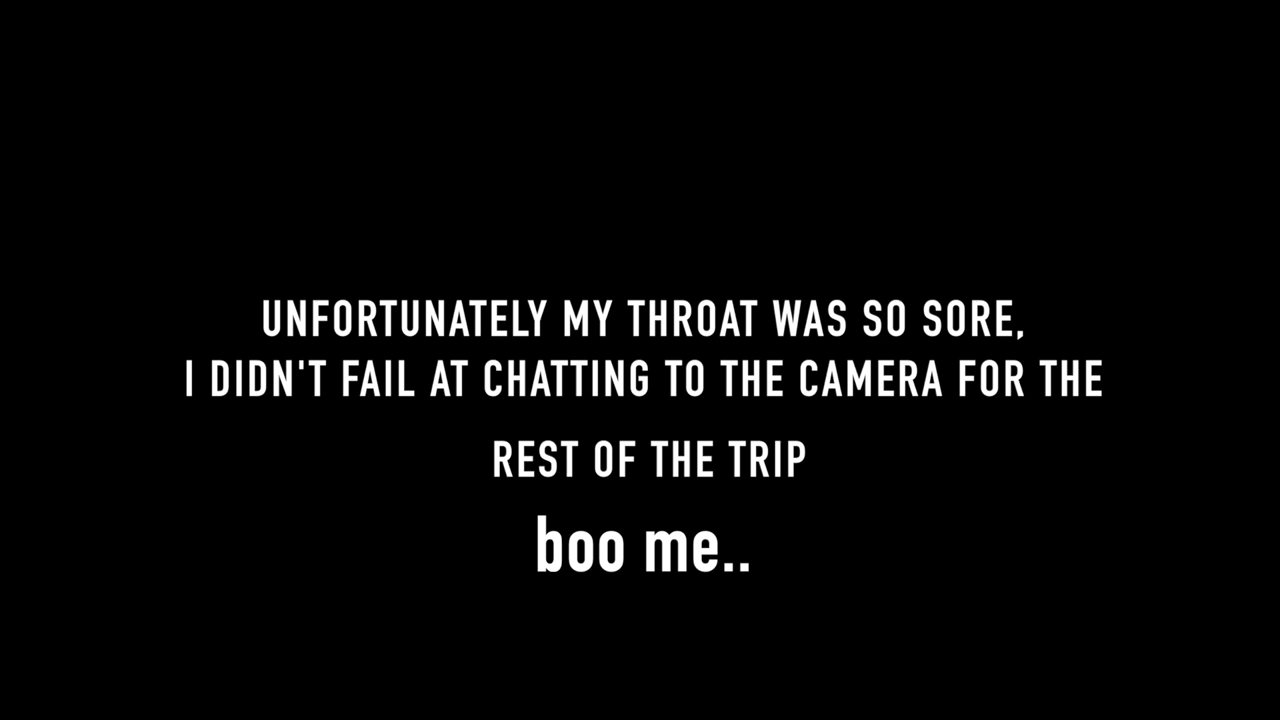 UNFORTUNATELY MY THROAT WAS SO SORE,
I DIDN'T FAIL AT CHATTING TO THE CAMERA FOR THE
REST OF THE TRIP
boo me..